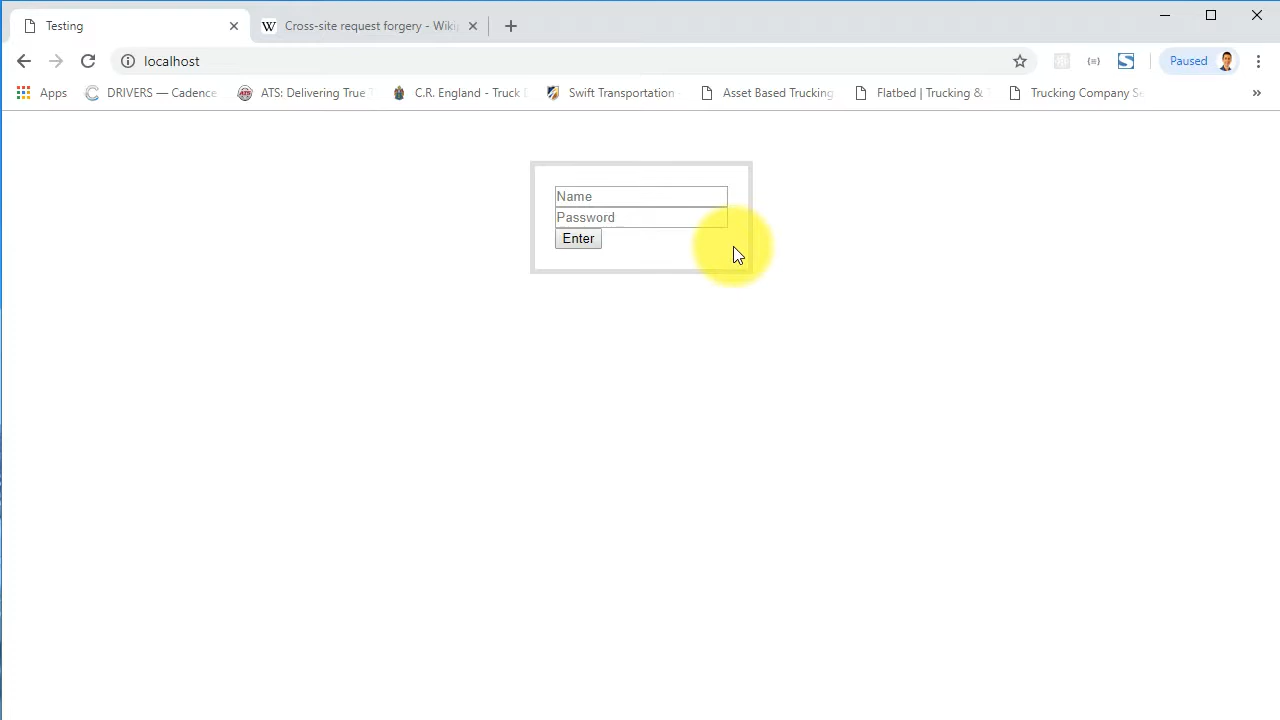 Testing
Cross-site request forgery - Wiki
localhost
Paused
Apps
DRIVERS — Cadence
ATS: Delivering True
C.R. England - Truck
Swift Transportation
Asset Based Trucking
Flatbed | Trucking &
Trucking Company Se
Name
Password
Enter